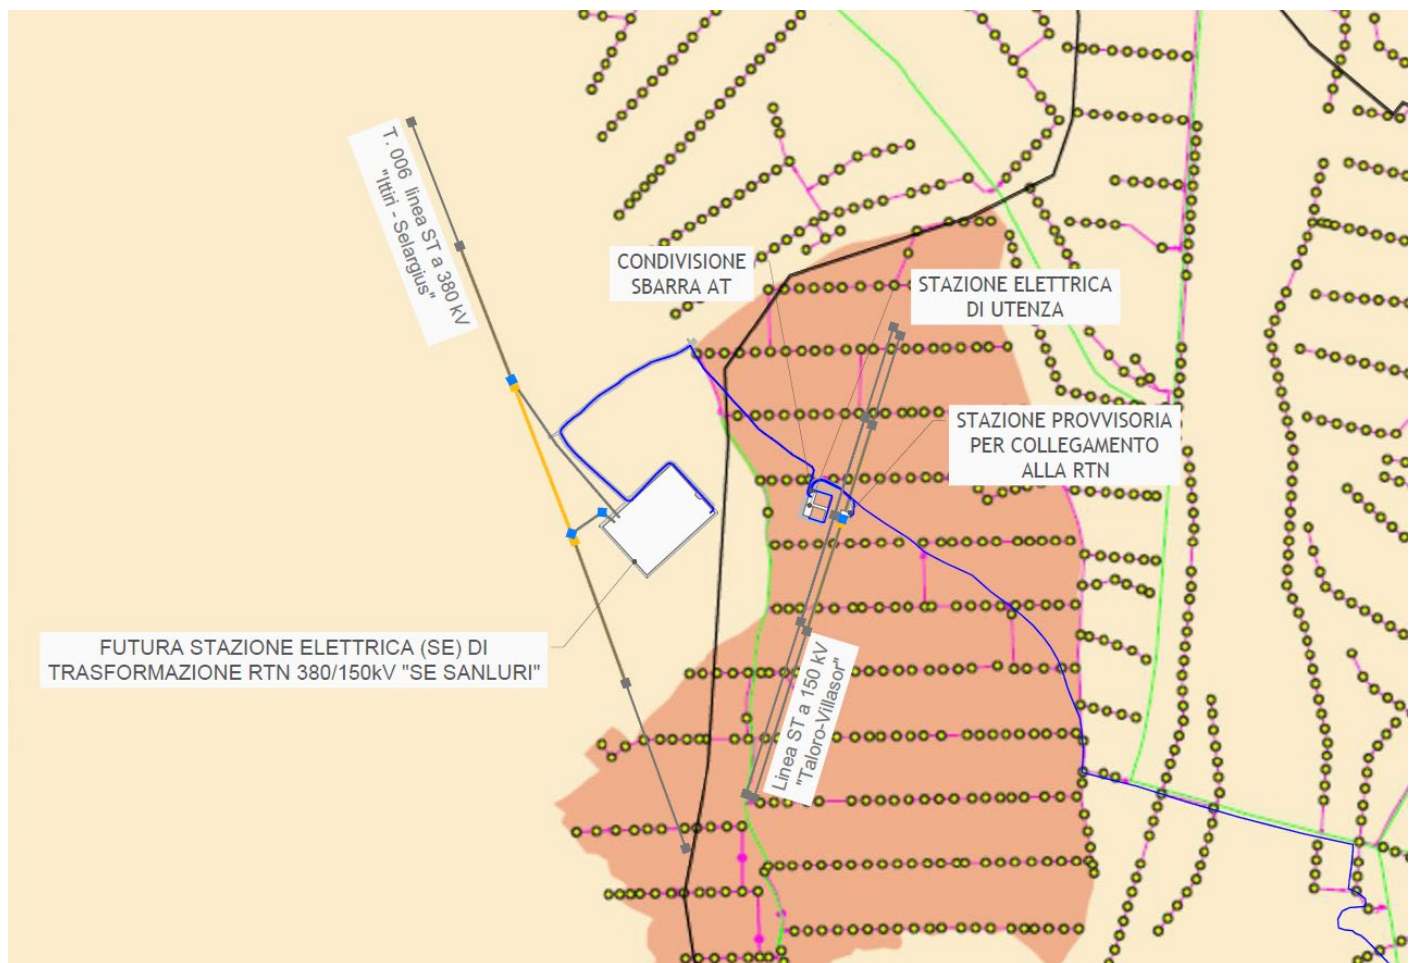 T. 006 linea ST a 380 kV
"Ittiri - Selargius"
CONDIVISIONE
SBARRA AT
STAZIONE ELETTRICA
DI UTENZA
STAZIONE PROVVISORIA
PER COLLEGAMENTO
ALLA RTN
FUTURA STAZIONE ELETTRICA (SE) DI
TRASFORMAZIONE RTN 380/150kV "SE SANLURI"
Linea ST a 150 kV
"Taloro-Villasor"